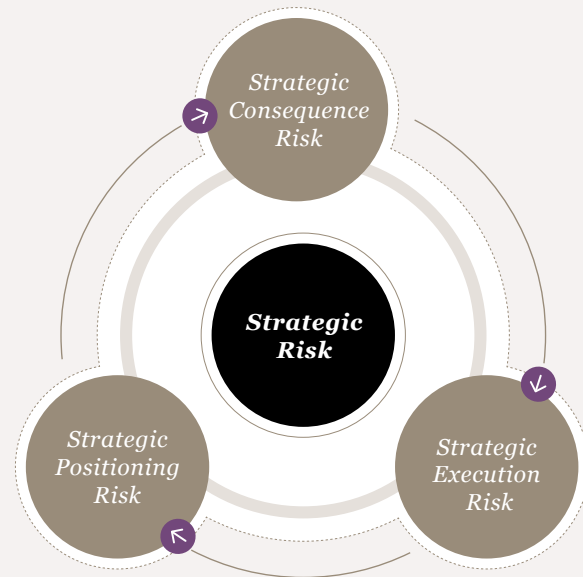 Strategic
Consequence
Risk
Strategic
Risk
Strategic
Positioning
Risk
Strategic
Execution
Risk